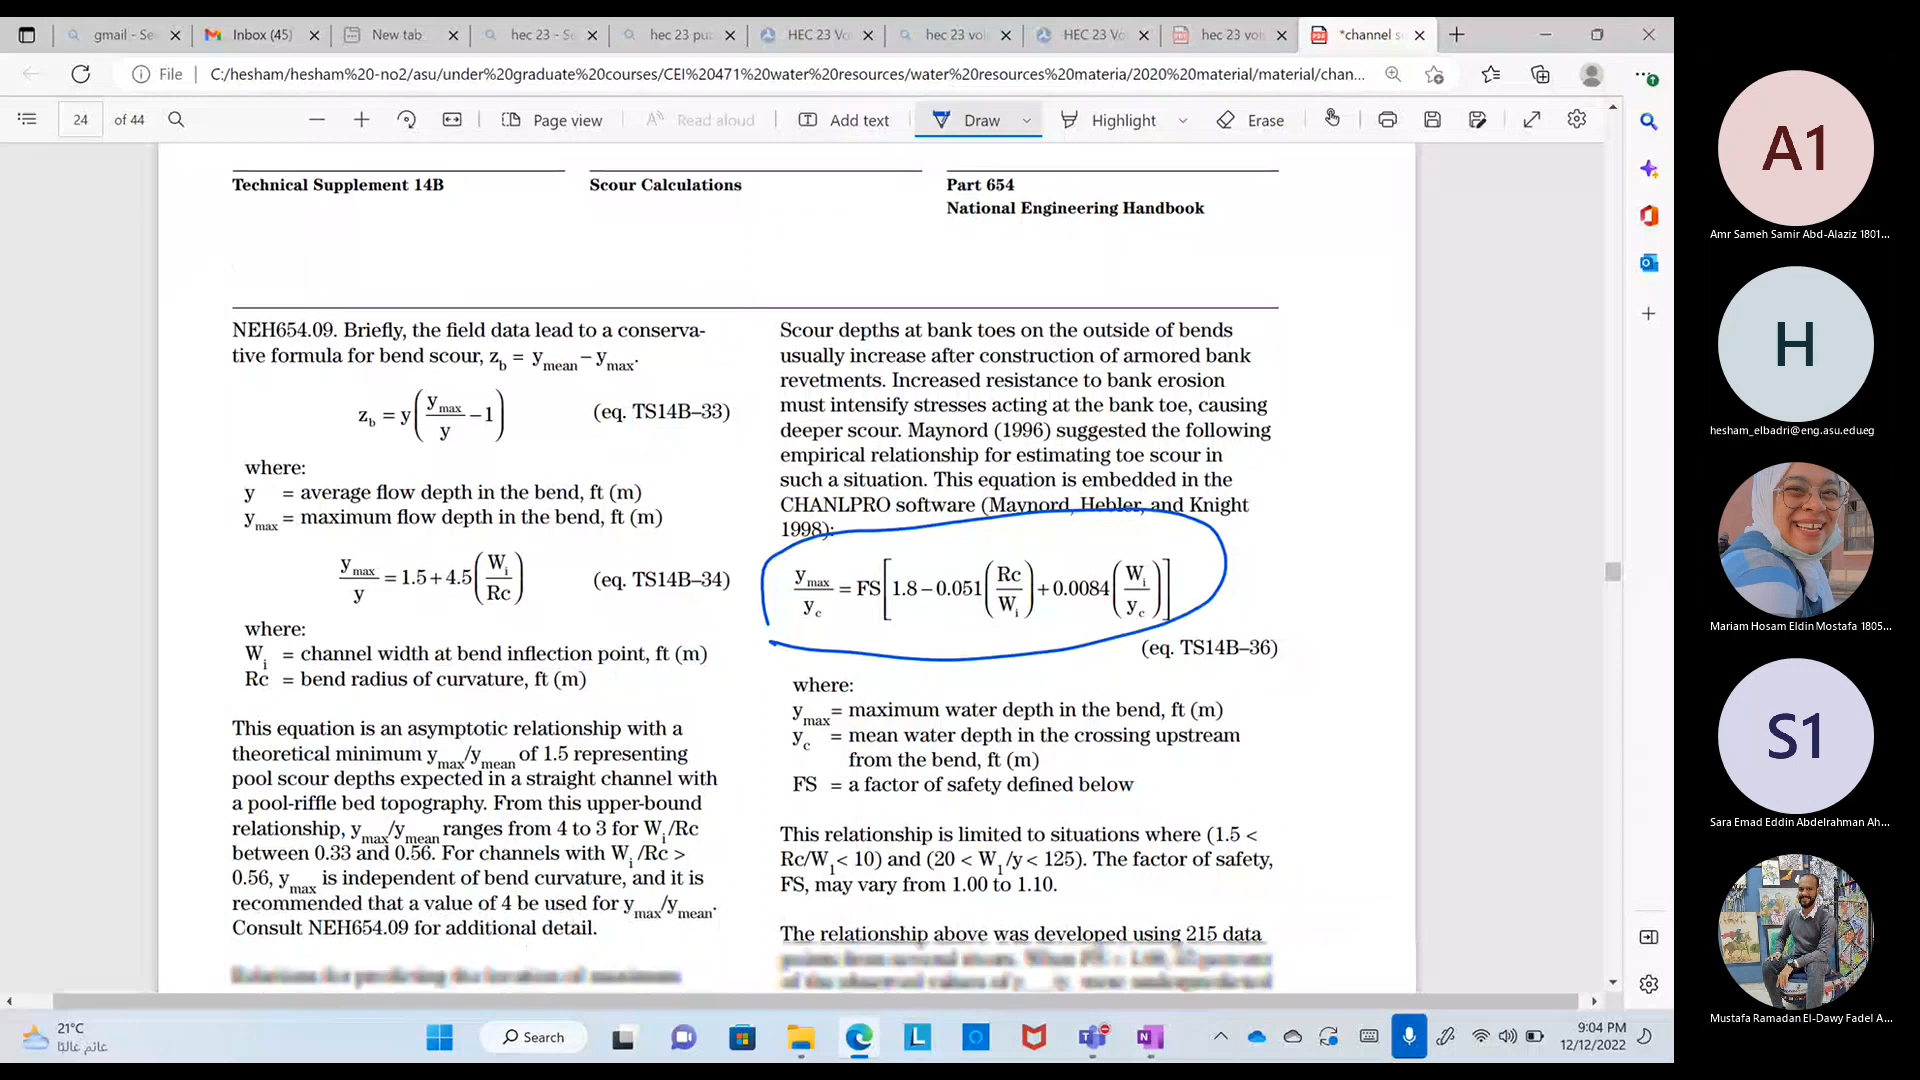 gmail - Se
Inbox (45)
New tab
hec 23 - S
hec 23 pu
HEC 23 Vo
hec 23 vol
HEC 23 Vo
hec 23 volu
*channel s
File
C:/hesham/hesham%20-no2/asu/under%20graduate%20courses/CEI%20471%20water%20resources/water%20resources%20materia/2020%20material/material/chan...
24 of 44
Page view
Read aloud
Add text
Draw
Highlight
Erase
Technical Supplement 14B
Scour Calculations
Part 654
National Engineering Handbook
NEH654.09. Briefly, the field data lead to a conserva-
tive formula for bend scour, z_b = y_mean − y_max.
z_b = y(y_max/y − 1) (eq. TS14B–33)
where:
y = average flow depth in the bend, ft (m)
y_max = maximum flow depth in the bend, ft (m)
y_max/y = 1.5 + 4.5(W_i/Rc) (eq. TS14B–34)
where:
W_i = channel width at bend inflection point, ft (m)
Rc = bend radius of curvature, ft (m)
This equation is an asymptotic relationship with a
theoretical minimum y_max/y_mean of 1.5 representing
pool scour depths expected in a straight channel with
a pool-riffle bed topography. From this upper-bound
relationship, y_max/y_mean ranges from 4 to 3 for W_i/Rc
between 0.33 and 0.56. For channels with W_i/Rc >
0.56, y_max is independent of bend curvature, and it is
recommended that a value of 4 be used for y_max/y_mean.
Consult NEH654.09 for additional detail.
Scour depths at bank toes on the outside of bends
usually increase after construction of armored bank
revetments. Increased resistance to bank erosion
must intensify stresses acting at the bank toe, causing
deeper scour. Maynord (1996) suggested the following
empirical relationship for estimating toe scour in
such a situation. This equation is embedded in the
CHANLPRO software (Maynord, Hebler, and Knight
1998):
y_max/y_c = FS[1.8 − 0.051(Rc/W_i) + 0.0084(W_i/y_c)]
(eq. TS14B–36)
where:
y_max = maximum water depth in the bend, ft (m)
y_c = mean water depth in the crossing upstream
from the bend, ft (m)
FS = a factor of safety defined below
This relationship is limited to situations where (1.5 <
Rc/W_1< 10) and (20 < W_1/y < 125). The factor of safety,
FS, may vary from 1.00 to 1.10.
The relationship above was developed using 215 data
A1
Amr Sameh Samir Abd-Alaziz 1801...
H
hesham_elbadri@eng.asu.edu.eg
Mariam Hosam Eldin Mostafa 1805...
S1
Sara Emad Eddin Abdelrahman Ah...
Mustafa Ramadan El-Dawy Fadel A...
21°C
غائم غالبًا
Search
9:04 PM
12/12/2022